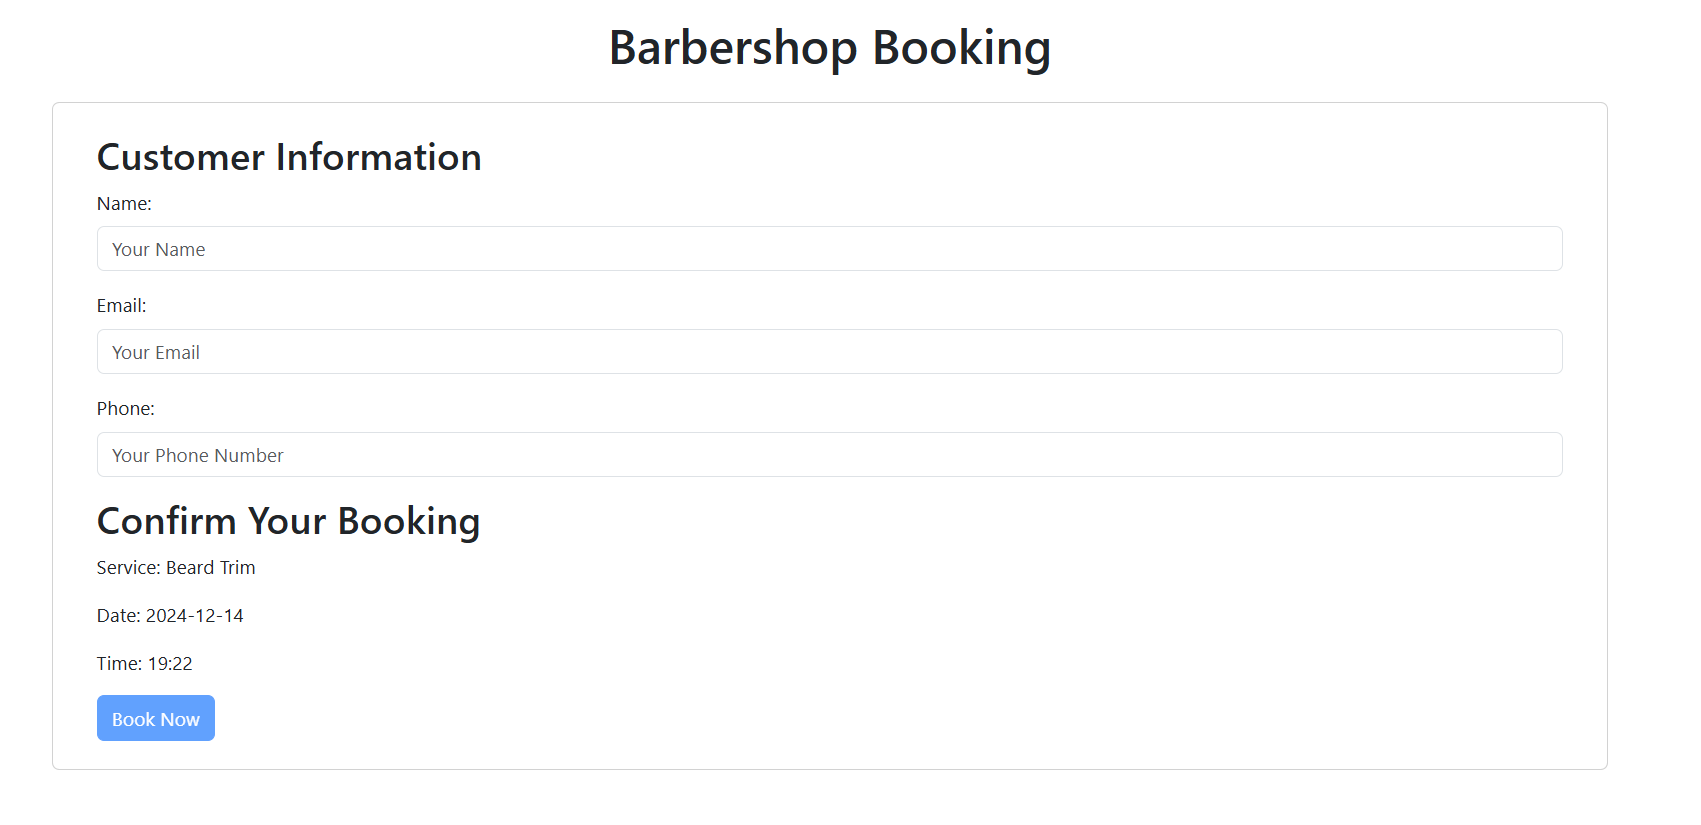 Barbershop Booking
Customer Information
Name:
Your Name
Email:
Your Email
Phone:
Your Phone Number
Confirm Your Booking
Service: Beard Trim
Date: 2024-12-14
Time: 19:22
Book Now